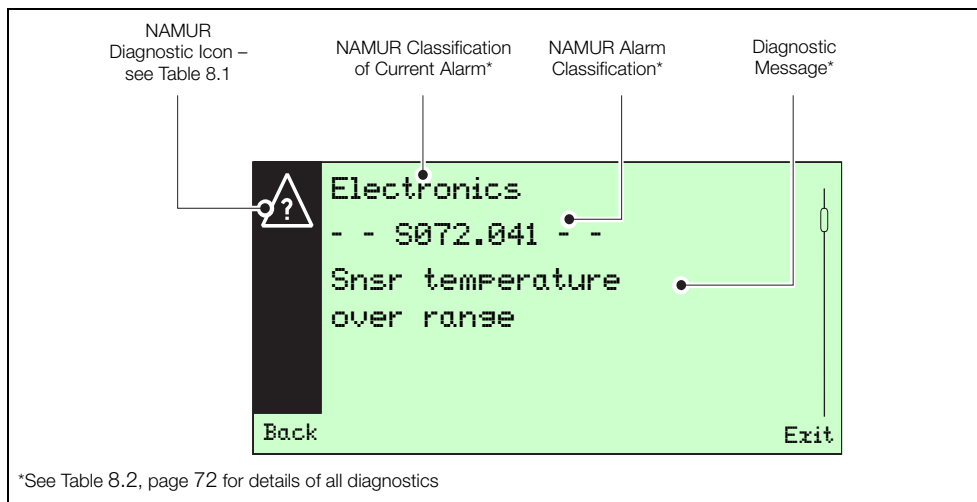 NAMUR
Diagnostic Icon –
see Table 8.1
NAMUR Classification
of Current Alarm*
NAMUR Alarm
Classification*
Diagnostic
Message*
?
Electronics
- - S072.041 - -
Snsr temperature
over range
Back
Exit
*See Table 8.2, page 72 for details of all diagnostics